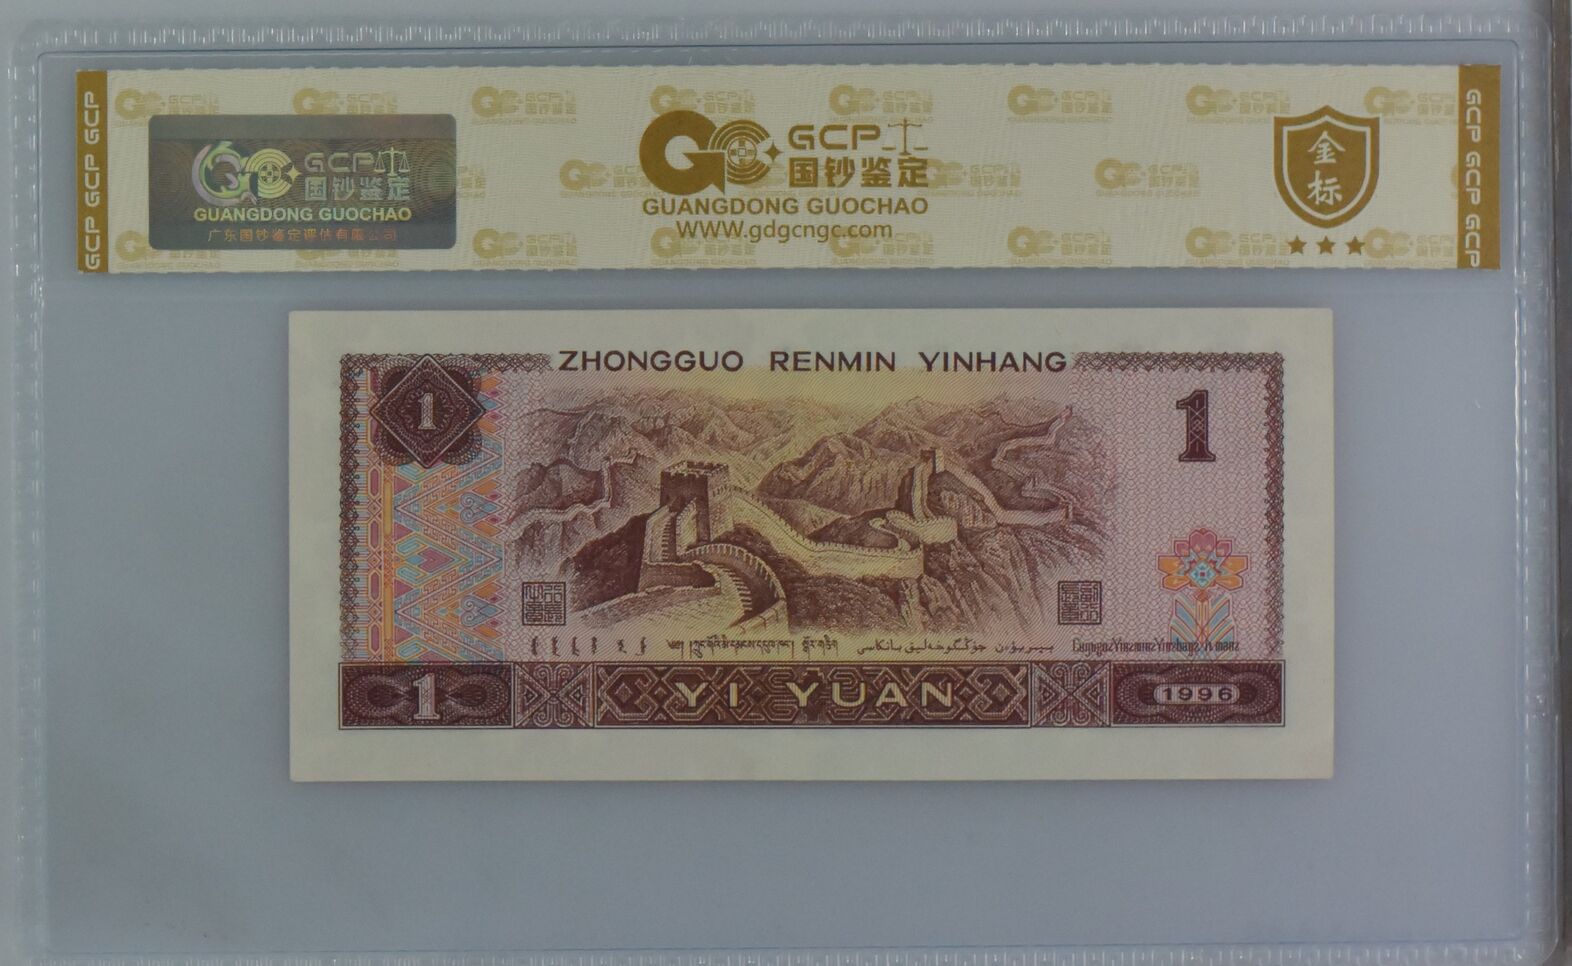 GCP GCP GCP
GCP
国钞鉴定
GUANGDONG GUOCHAO
广东国钞鉴定评估有限公司
GCP
国钞鉴定
GUANGDONG GUOCHAO
WWW.gdgcngc.com
金标
GCP GCP GCP
ZHONGGUO RENMIN YINHANG
1
1
1
YI YUAN
1996